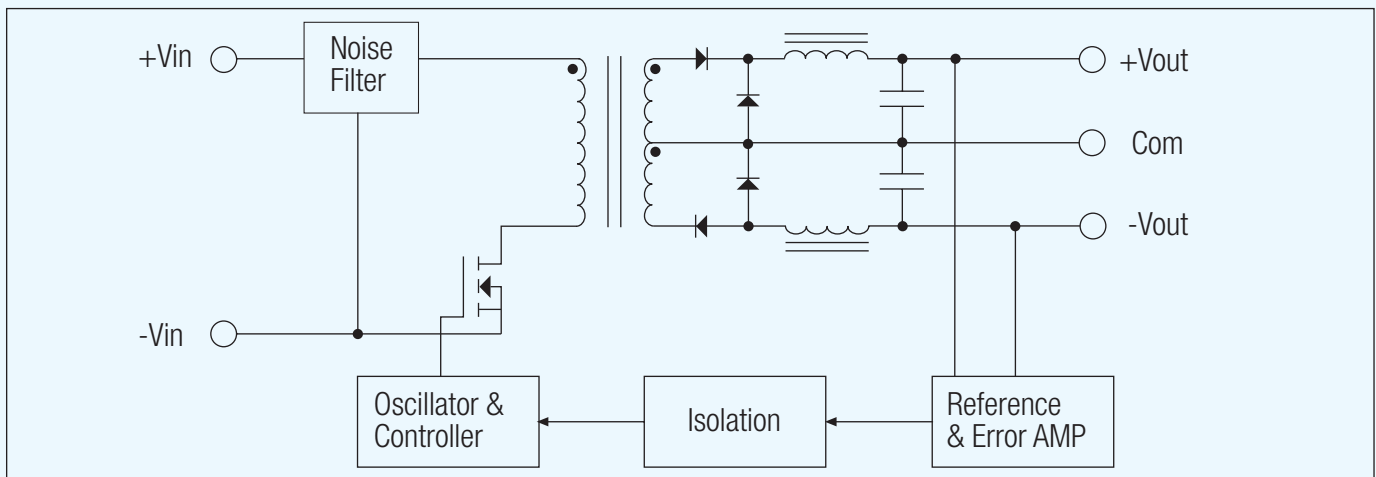 +Vin
Noise
Filter
+Vout
Com
-Vout
-Vin
Oscillator &
Controller
Isolation
Reference
& Error AMP